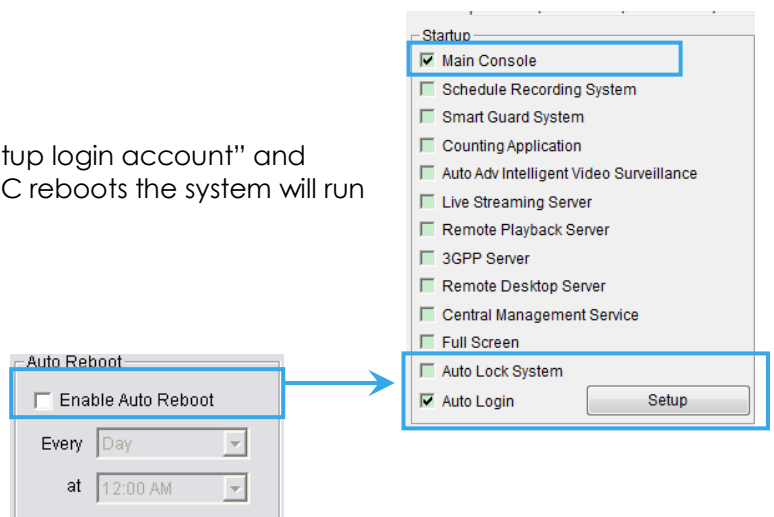 Startup
Main Console
Schedule Recording System
Smart Guard System
Counting Application
Auto Adv Intelligent Video Surveillance
Live Streaming Server
Remote Playback Server
3GPP Server
Remote Desktop Server
Central Management Service
Full Screen
Auto Lock System
Auto Login Setup
tup login account” and
C reboots the system will run
Auto Reboot
Enable Auto Reboot
Every Day
at 12:00 AM